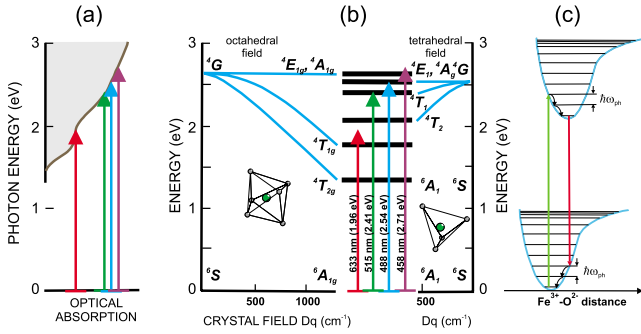 (a)
(b)
(c)
PHOTON ENERGY (eV)
3
2
1
0
OPTICAL
ABSORPTION
ENERGY (eV)
3
2
1
0
octahedral
field
tetrahedral
field
⁴G
⁴E₁g, ⁴A₁g
⁴E₁, ⁴Ag
⁴G
⁴T₁
⁴T₂
⁴T₁g
⁴T₂g
⁶A₁
⁶S
⁶S
⁶A₁g
⁶A₁
⁶S
633 nm (1.96 eV)
515 nm (2.41 eV)
488 nm (2.54 eV)
458 nm (2.71 eV)
500
1000
500
0
CRYSTAL FIELD Dq (cm⁻¹)
Dq (cm⁻¹)
ENERGY (eV)
3
2
1
0
ħωph
ħωph
Fe³⁺-O²⁻ distance